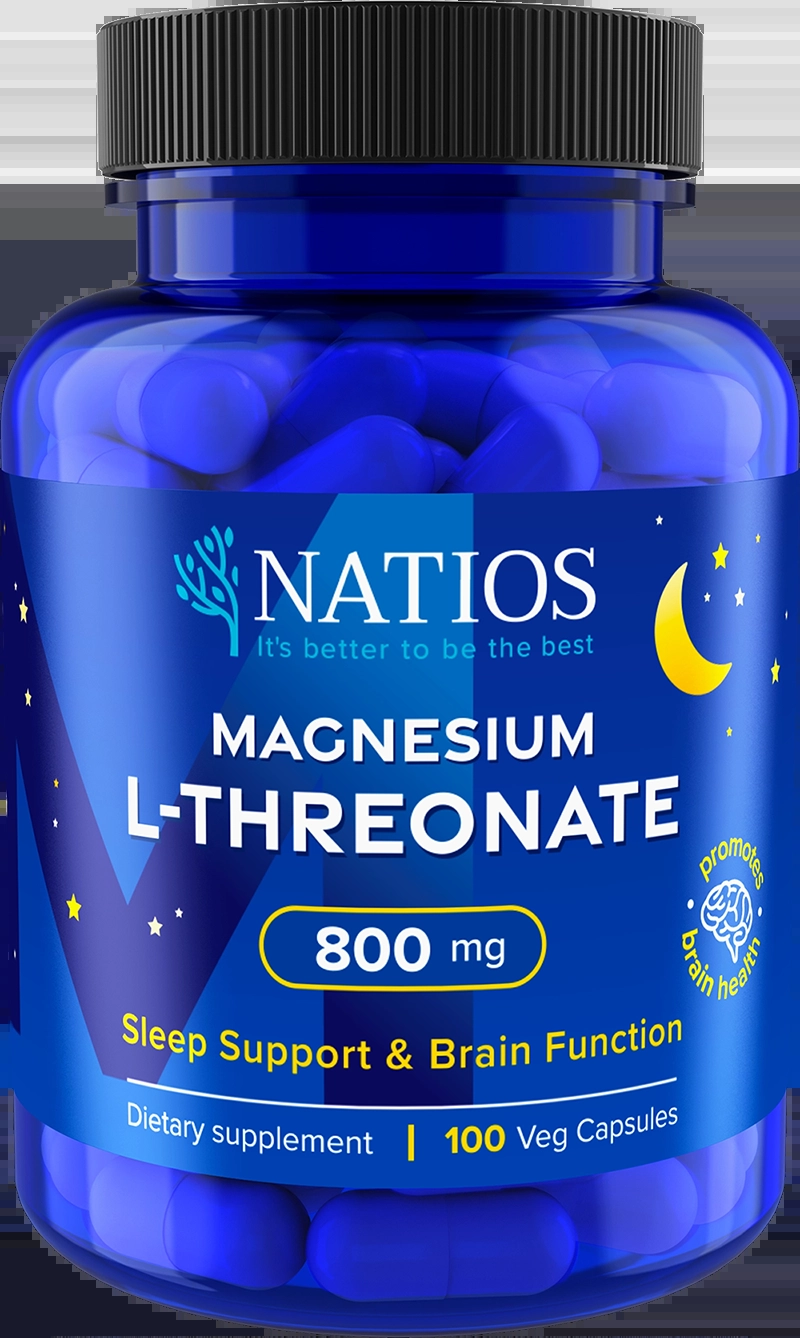 NATIOS
It's better to be the best
MAGNESIUM
L-THREONATE
800 mg
promotes
brain health
Sleep Support & Brain Function
Dietary supplement | 100 Veg Capsules